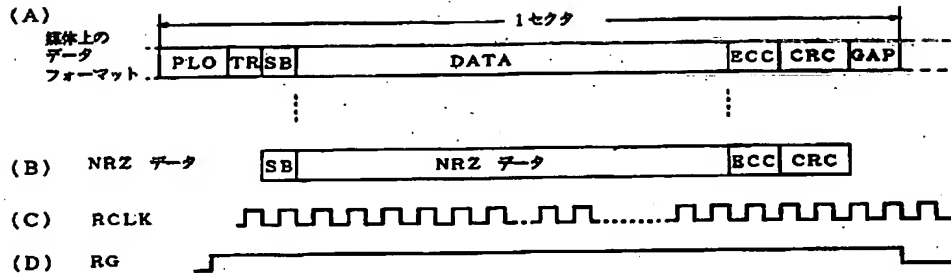 (A)
1セクタ
媒体上の
データ
フォーマット
PLO TR SB DATA ECC CRC GAP
(B) NRZ データ SB NRZ データ ECC CRC
(C) RCLK
(D) RG